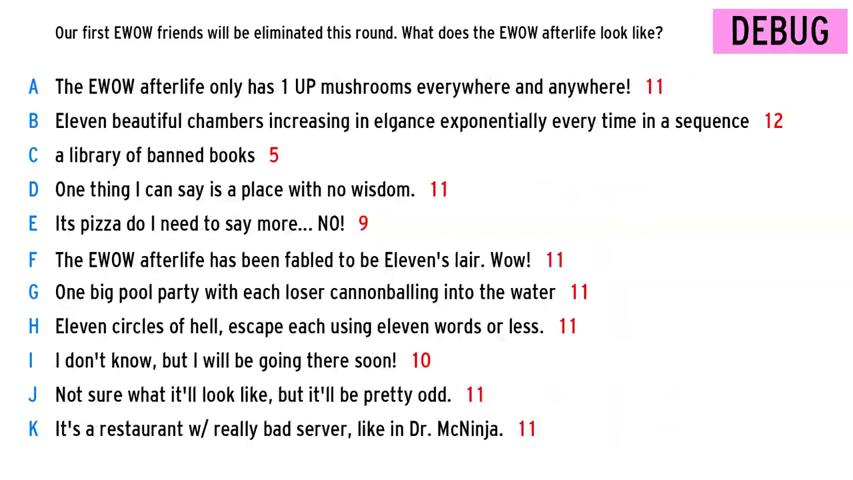 Our first EWOW friends will be eliminated this round. What does the EWOW afterlife look like?
DEBUG
A The EWOW afterlife only has 1 UP mushrooms everywhere and anywhere! 11
B Eleven beautiful chambers increasing in elgance exponentially every time in a sequence 12
C a library of banned books 5
D One thing I can say is a place with no wisdom. 11
E Its pizza do I need to say more... NO! 9
F The EWOW afterlife has been fabled to be Eleven's lair. Wow! 11
G One big pool party with each loser cannonballing into the water 11
H Eleven circles of hell, escape each using eleven words or less. 11
I I don't know, but I will be going there soon! 10
J Not sure what it'll look like, but it'll be pretty odd. 11
K It's a restaurant w/ really bad server, like in Dr. McNinja. 11